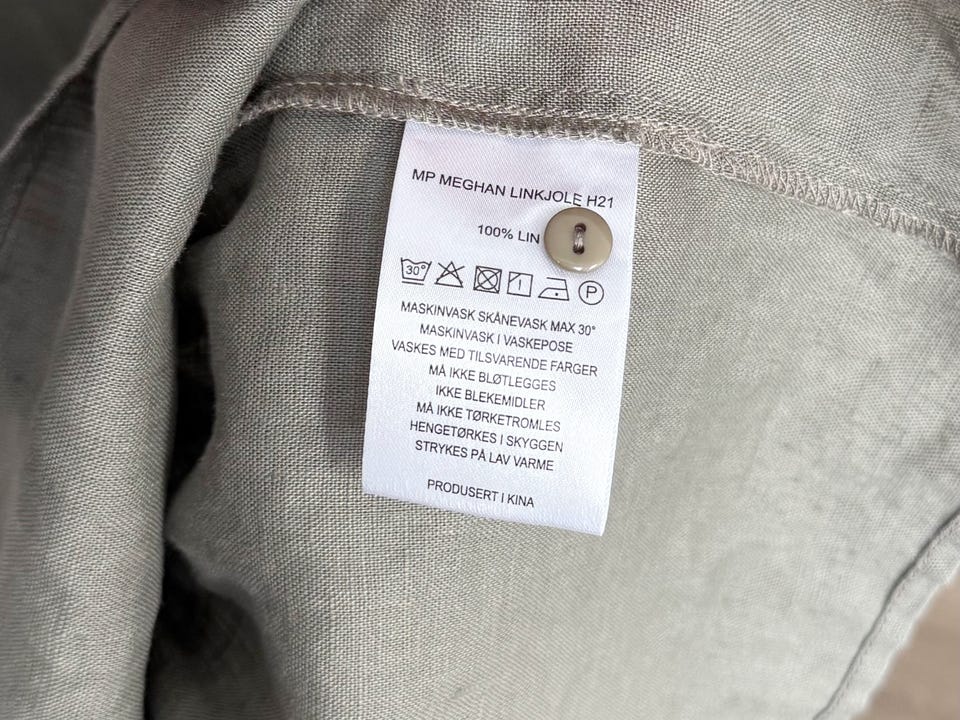 MP MEGHAN LINKJOLE H21
100% LIN
30°
P
MASKINVASK SKÅNEVASK MAX 30°
MASKINVASK I VASKEPOSE
VASKES MED TILSVARENDE FARGER
MÅ IKKE BLØTLEGGES
IKKE BLEKEMIDLER
MÅ IKKE TØRKETROMLES
HENGETØRKES I SKYGGEN
STRYKES PÅ LAV VARME
PRODUSERT I KINA